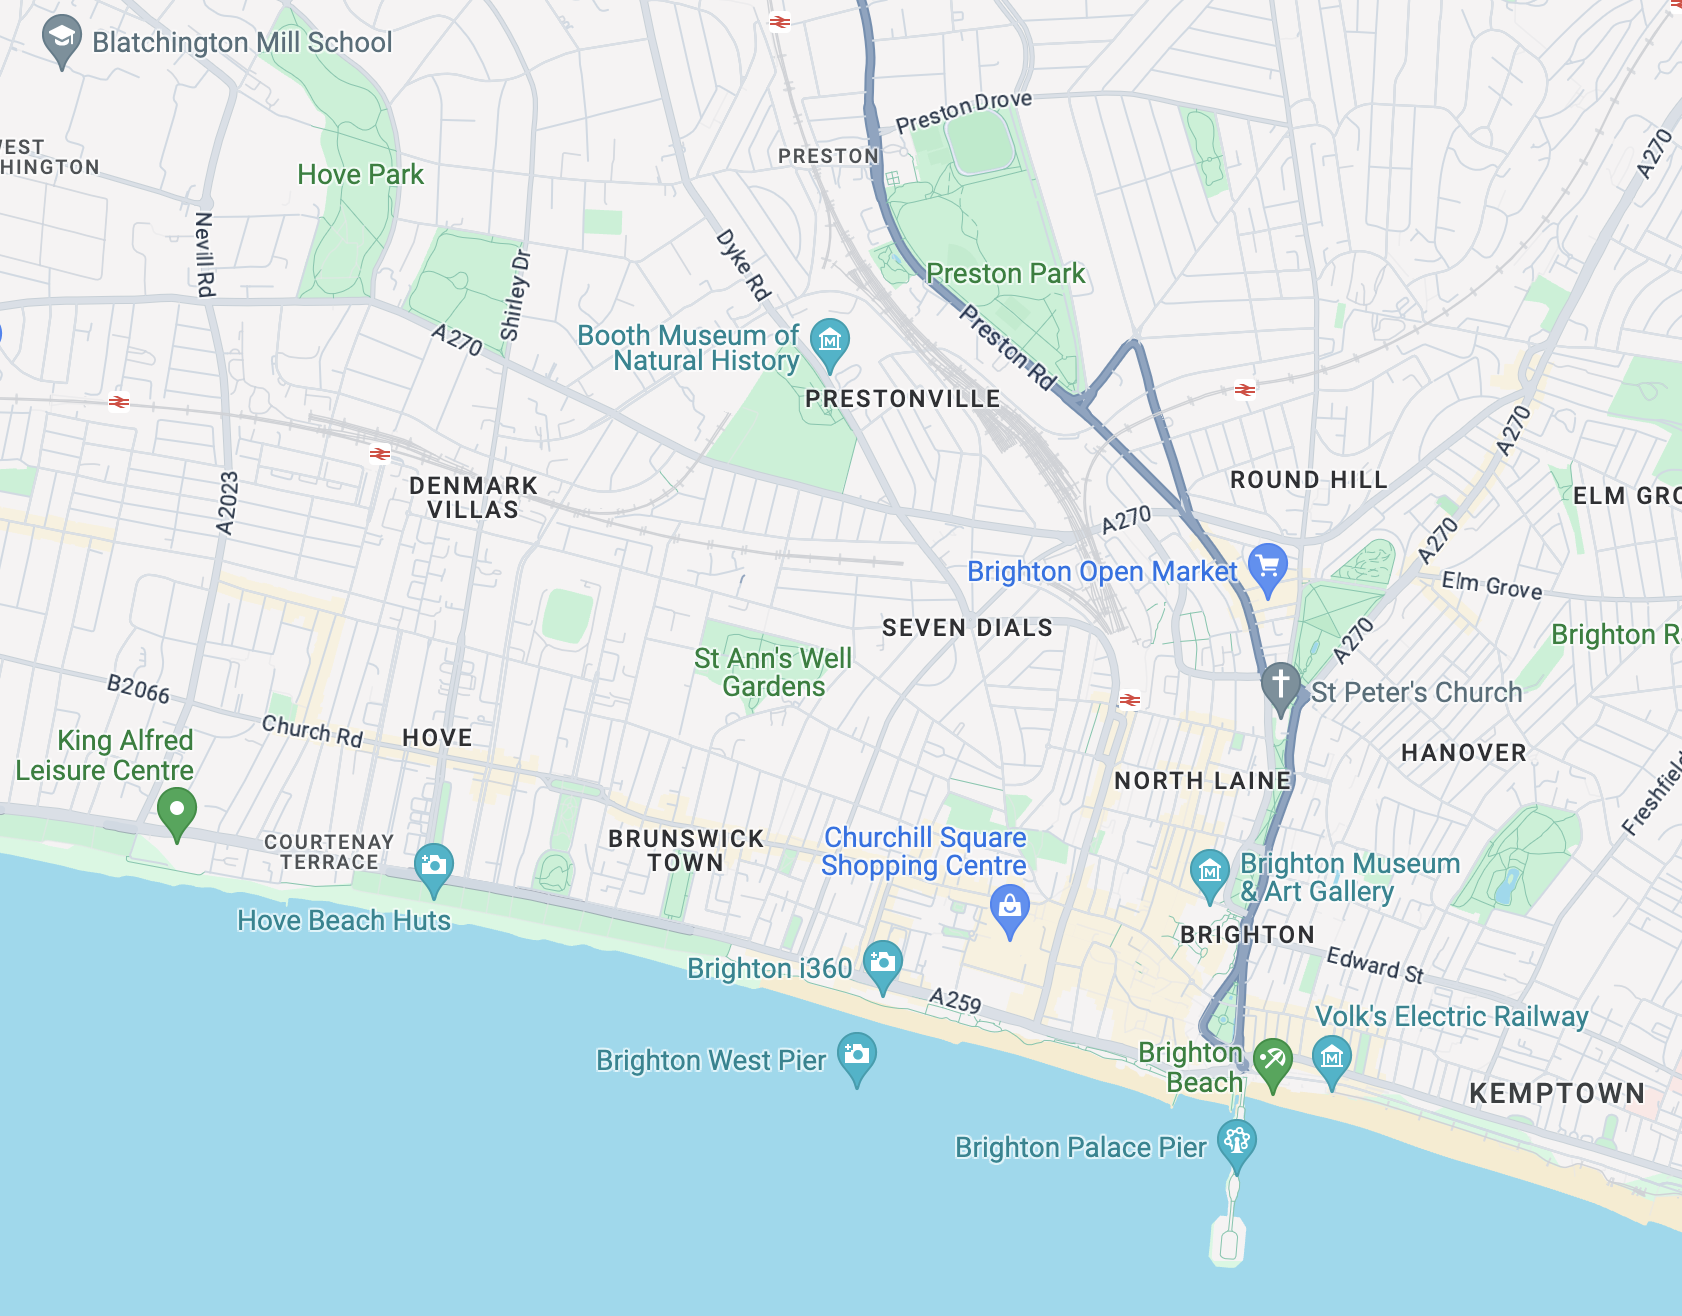 Blatchington Mill School
Preston Drove
PRESTON
A270
Hove Park
Nevill Rd
Dyke Rd
Shirley Dr
Preston Park
Preston Rd
A270
Booth Museum of
Natural History
PRESTONVILLE
DENMARK
VILLAS
A2023
ROUND HILL
A270
ELM GRO
A270
A270
Brighton Open Market
Elm Grove
SEVEN DIALS
A270
Brighton R
St Ann's Well
Gardens
B2066
St Peter's Church
Church Rd
HOVE
King Alfred
Leisure Centre
HANOVER
NORTH LAINE
Freshfield
COURTENAY
TERRACE
BRUNSWICK
TOWN
Churchill Square
Shopping Centre
Brighton Museum
& Art Gallery
Hove Beach Huts
BRIGHTON
Edward St
Brighton i360
A259
Volk's Electric Railway
Brighton West Pier
Brighton
Beach
KEMPTOWN
Brighton Palace Pier